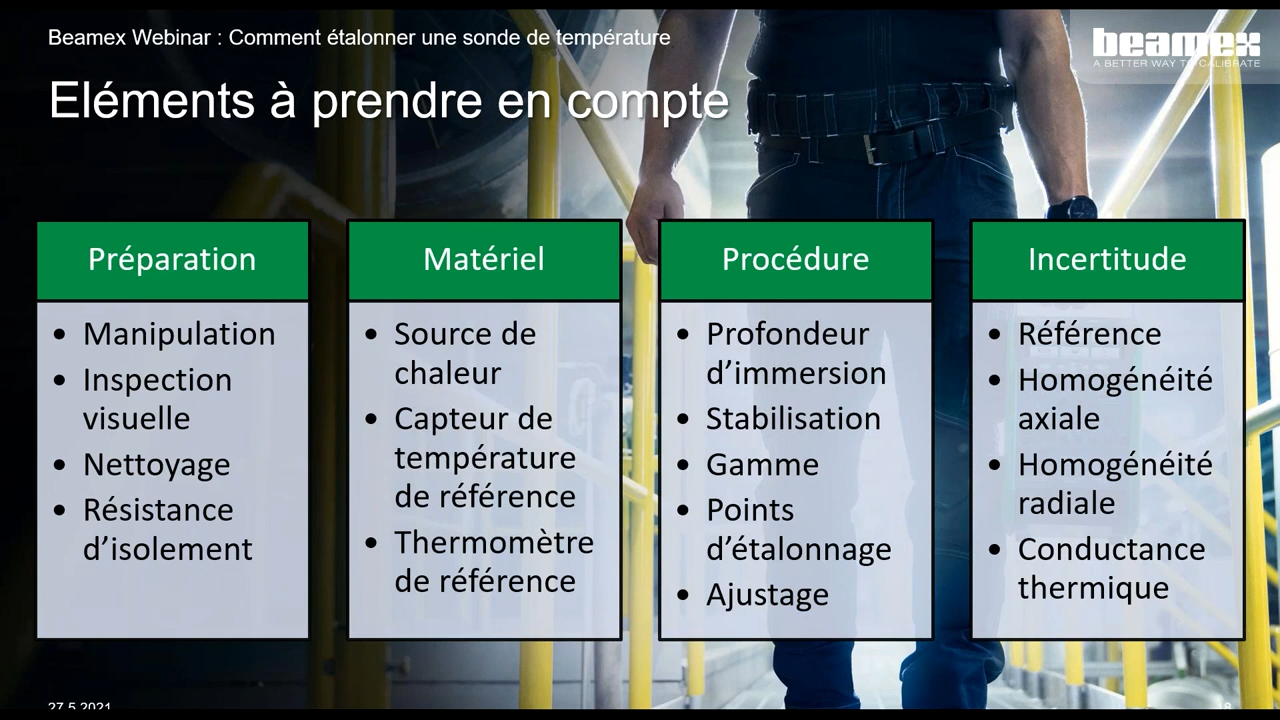 Beamex Webinar : Comment étalonner une sonde de température
beamex
A BETTER WAY TO CALIBRATE
Eléments à prendre en compte
Préparation
• Manipulation
• Inspection
visuelle
• Nettoyage
• Résistance
d’isolement
Matériel
• Source de
chaleur
• Capteur de
température
de référence
• Thermomètre
de référence
Procédure
• Profondeur
d’immersion
• Stabilisation
• Gamme
• Points
d’étalonnage
• Ajustage
Incertitude
• Référence
• Homogénéité
axiale
• Homogénéité
radiale
• Conductance
thermique
27.5.2021